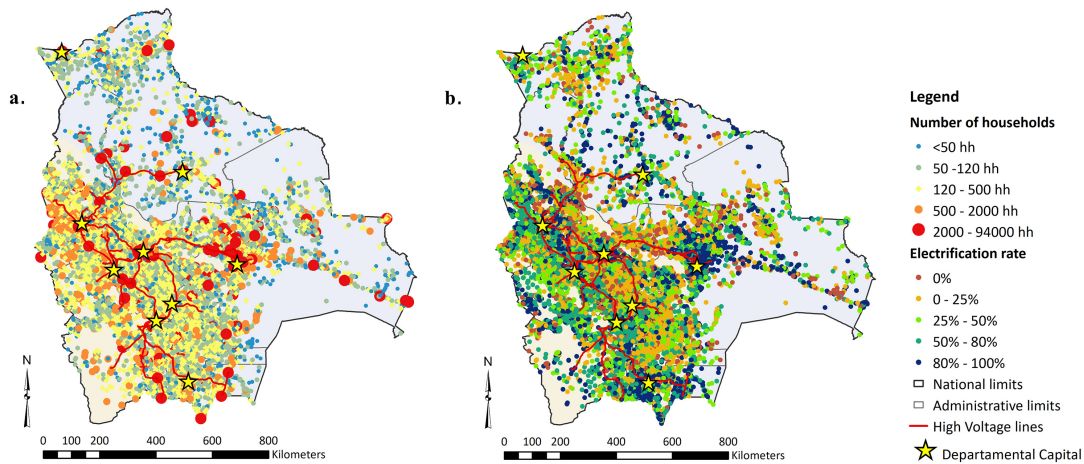 a.
b.
N
0 100 200 400 600 800
Kilometers
N
0 100 200 400 600 800
Kilometers
Legend
Number of households
<50 hh
50 -120 hh
120 - 500 hh
500 - 2000 hh
2000 - 94000 hh
Electrification rate
0%
0 - 25%
25% - 50%
50% - 80%
80% - 100%
National limits
Administrative limits
High Voltage lines
Departamental Capital